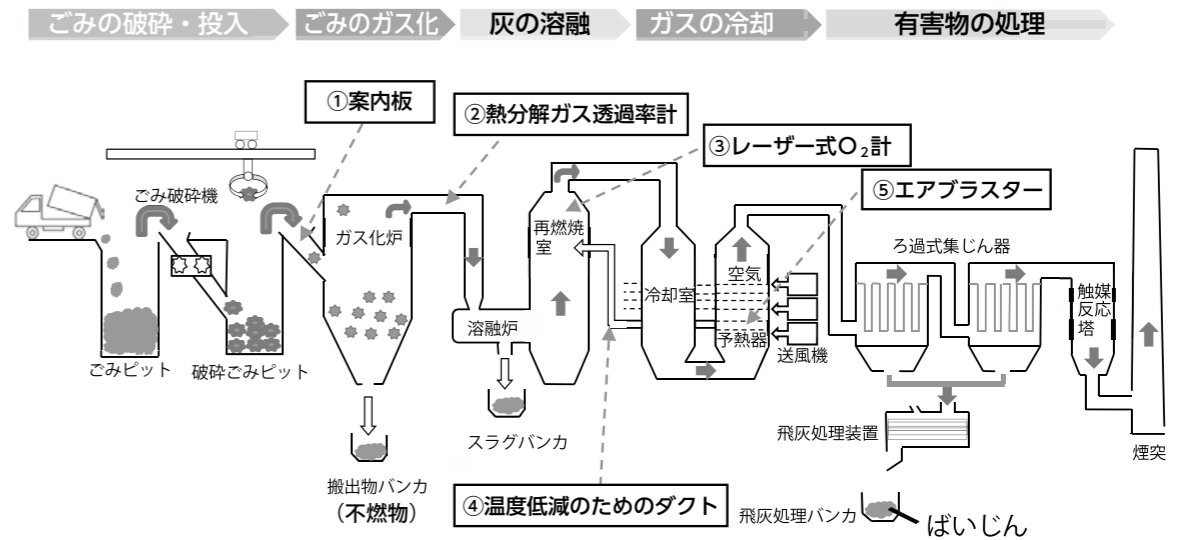 ごみの破砕・投入
ごみのガス化
灰の溶融
ガスの冷却
有害物の処理
①案内板
②熱分解ガス透過率計
③レーザー式O₂計
⑤エアブラスター
ごみ破砕機
ガス化炉
再燃焼
室
ろ過式集じん器
空気
冷却室
触媒
反応
塔
溶融炉
予熱器
送風機
ごみピット
破砕ごみピット
スラグバンカ
飛灰処理装置
煙突
搬出物バンカ
（不燃物）
④温度低減のためのダクト
飛灰処理バンカ
ばいじん